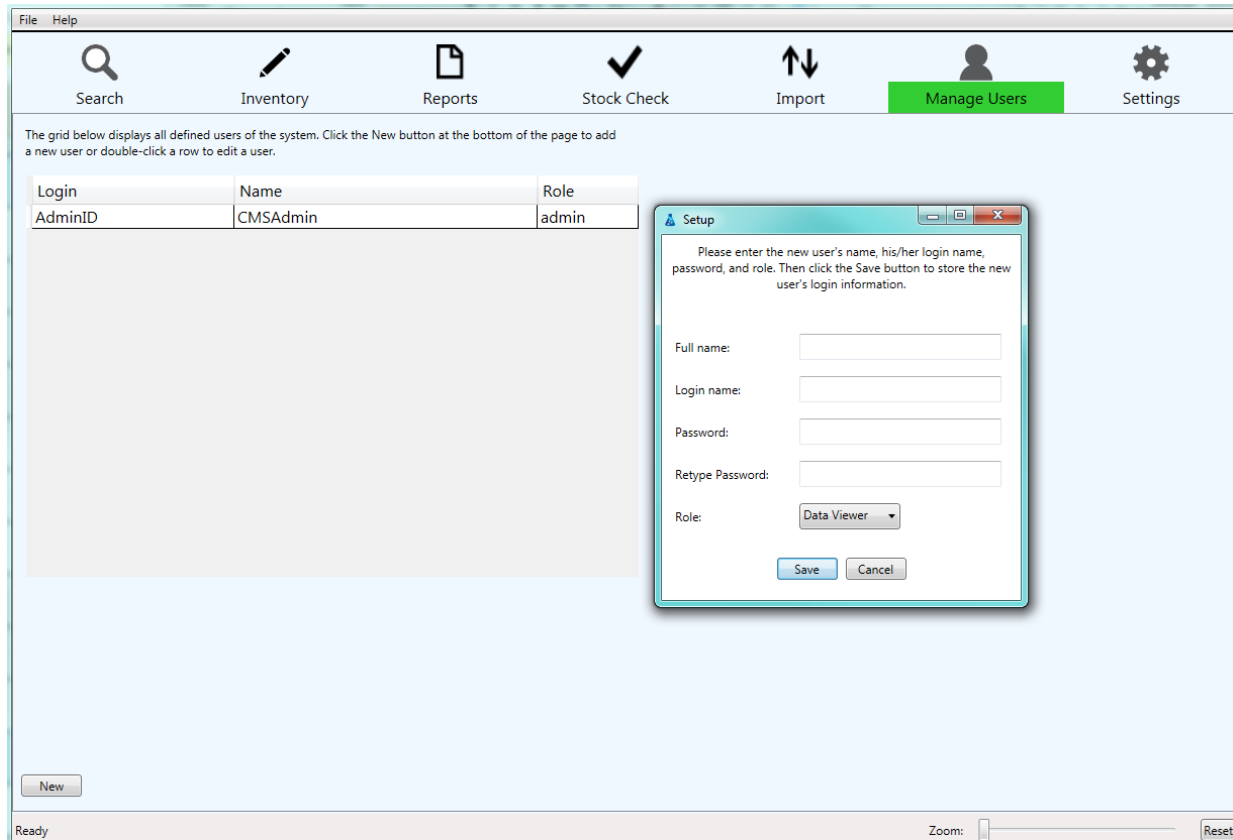 File Help
Search Inventory Reports Stock Check Import Manage Users Settings
The grid below displays all defined users of the system. Click the New button at the bottom of the page to add
a new user or double-click a row to edit a user.
Login Name Role
AdminID CMSAdmin admin
Setup
Please enter the new user's name, his/her login name,
password, and role. Then click the Save button to store the new
user's login information.
Full name:
Login name:
Password:
Retype Password:
Role: Data Viewer
Save Cancel
New
Ready Zoom: Reset